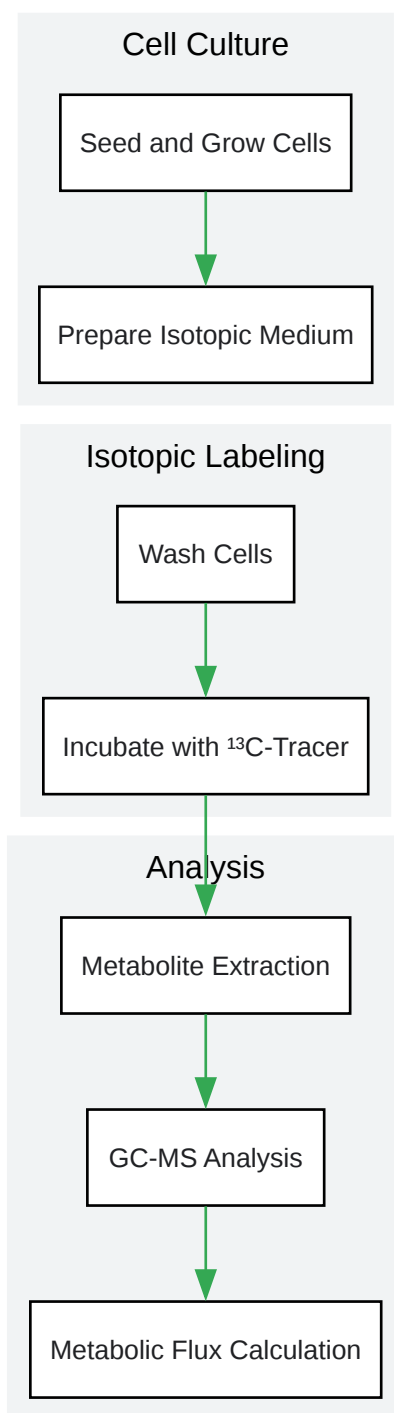 Cell Culture
Seed and Grow Cells
Prepare Isotopic Medium
Isotopic Labeling
Wash Cells
Incubate with ¹³C-Tracer
Analysis
Metabolite Extraction
GC-MS Analysis
Metabolic Flux Calculation